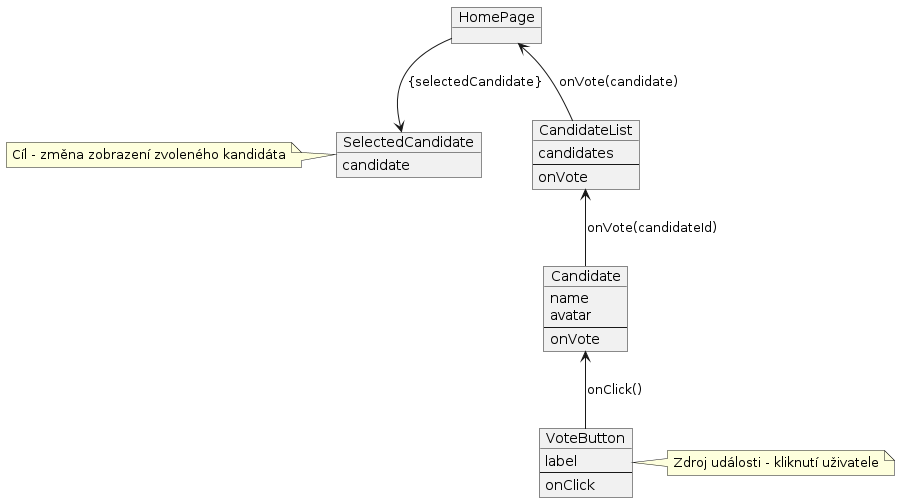 HomePage
{selectedCandidate}
onVote(candidate)
CandidateList
candidates
onVote
SelectedCandidate
candidate
Cíl - změna zobrazení zvoleného kandidáta
onVote(candidateId)
Candidate
name
avatar
onVote
onClick()
VoteButton
label
onClick
Zdroj události - kliknutí uživatele